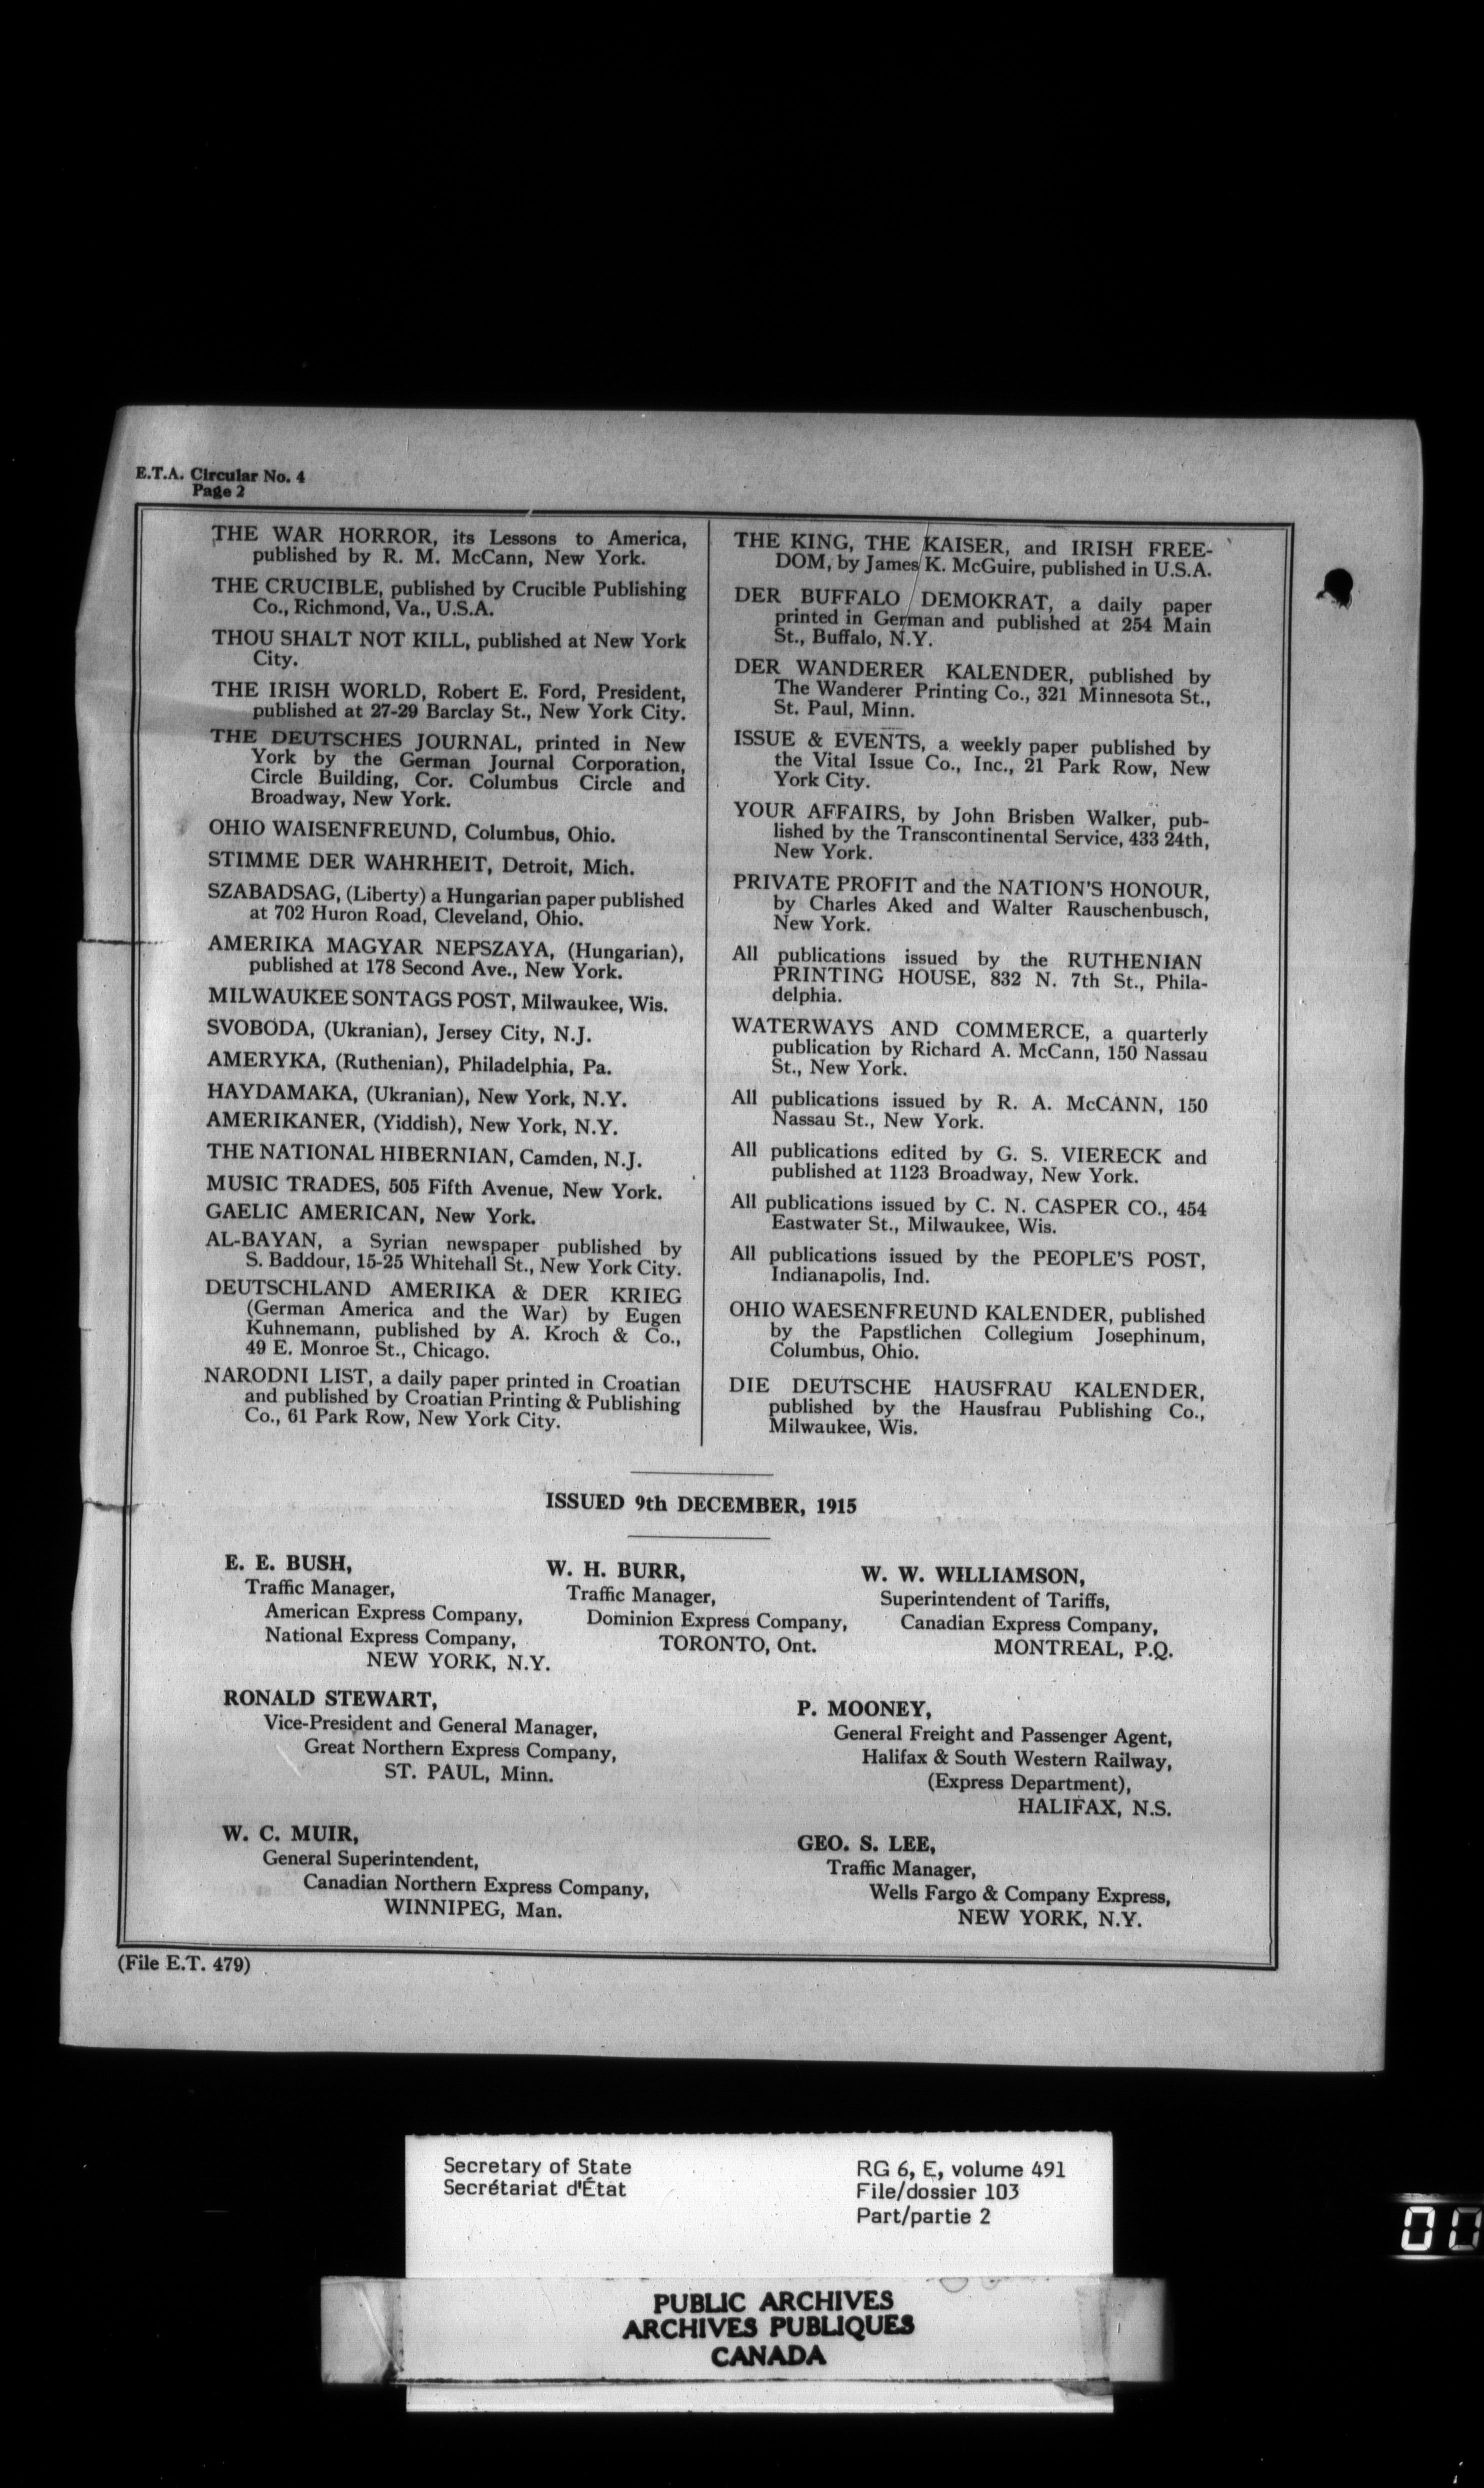 E.T.A. Circular No. 4
Page 2
THE WAR HORROR, its Lessons to America,
published by R. M. McCann, New York.
THE CRUCIBLE, published by Crucible Publishing
Co., Richmond, Va., U.S.A.
THOU SHALT NOT KILL, published at New York
City.
THE IRISH WORLD, Robert E. Ford, President,
published at 27-29 Barclay St., New York City.
THE DEUTSCHES JOURNAL, printed in New
York by the German Journal Corporation,
Circle Building, Cor. Columbus Circle and
Broadway, New York.
OHIO WAISENFREUND, Columbus, Ohio.
STIMME DER WAHRHEIT, Detroit, Mich.
SZABADSAG, (Liberty) a Hungarian paper published
at 702 Huron Road, Cleveland, Ohio.
AMERIKA MAGYAR NEPSZAYA, (Hungarian),
published at 178 Second Ave., New York.
MILWAUKEE SONTAGS POST, Milwaukee, Wis.
SVOBODA, (Ukranian), Jersey City, N.J.
AMERYKA, (Ruthenian), Philadelphia, Pa.
HAYDAMAKA, (Ukranian), New York, N.Y.
AMERIKANER, (Yiddish), New York, N.Y.
THE NATIONAL HIBERNIAN, Camden, N.J.
MUSIC TRADES, 505 Fifth Avenue, New York.
GAELIC AMERICAN, New York.
AL-BAYAN, a Syrian newspaper published by
S. Baddour, 15-25 Whitehall St., New York City.
DEUTSCHLAND AMERIKA & DER KRIEG
(German America and the War) by Eugen
Kuhnemann, published by A. Kroch & Co.,
49 E. Monroe St., Chicago.
NARODNI LIST, a daily paper printed in Croatian
and published by Croatian Printing & Publishing
Co., 61 Park Row, New York City.
THE KING, THE KAISER, and IRISH FREE-
DOM, by James K. McGuire, published in U.S.A.
DER BUFFALO DEMOKRAT, a daily paper
printed in German and published at 254 Main
St., Buffalo, N.Y.
DER WANDERER KALENDER, published by
The Wanderer Printing Co., 321 Minnesota St.,
St. Paul, Minn.
ISSUE & EVENTS, a weekly paper published by
the Vital Issue Co., Inc., 21 Park Row, New
York City.
YOUR AFFAIRS, by John Brisben Walker, pub-
lished by the Transcontinental Service, 433 24th,
New York.
PRIVATE PROFIT and the NATION'S HONOUR,
by Charles Aked and Walter Rauschenbusch,
New York.
All publications issued by the RUTHENIAN
PRINTING HOUSE, 832 N. 7th St., Phila-
delphia.
WATERWAYS AND COMMERCE, a quarterly
publication by Richard A. McCann, 150 Nassau
St., New York.
All publications issued by R. A. McCANN, 150
Nassau St., New York.
All publications edited by G. S. VIERECK and
published at 1123 Broadway, New York.
All publications issued by C. N. CASPER CO., 454
Eastwater St., Milwaukee, Wis.
All publications issued by the PEOPLE'S POST,
Indianapolis, Ind.
OHIO WAESENFREUND KALENDER, published
by the Papstlichen Collegium Josephinum,
Columbus, Ohio.
DIE DEUTSCHE HAUSFRAU KALENDER,
published by the Hausfrau Publishing Co.,
Milwaukee, Wis.
ISSUED 9th DECEMBER, 1915
E. E. BUSH,
Traffic Manager,
American Express Company,
National Express Company,
NEW YORK, N.Y.
W. H. BURR,
Traffic Manager,
Dominion Express Company,
TORONTO, Ont.
W. W. WILLIAMSON,
Superintendent of Tariffs,
Canadian Express Company,
MONTREAL, P.Q.
RONALD STEWART,
Vice-President and General Manager,
Great Northern Express Company,
ST. PAUL, Minn.
P. MOONEY,
General Freight and Passenger Agent,
Halifax & South Western Railway,
(Express Department),
HALIFAX, N.S.
W. C. MUIR,
General Superintendent,
Canadian Northern Express Company,
WINNIPEG, Man.
GEO. S. LEE,
Traffic Manager,
Wells Fargo & Company Express,
NEW YORK, N.Y.
(File E.T. 479)
Secretary of State
Secrétariat d'État
RG 6, E, volume 491
File/dossier 103
Part/partie 2
PUBLIC ARCHIVES
ARCHIVES PUBLIQUES
CANADA
00